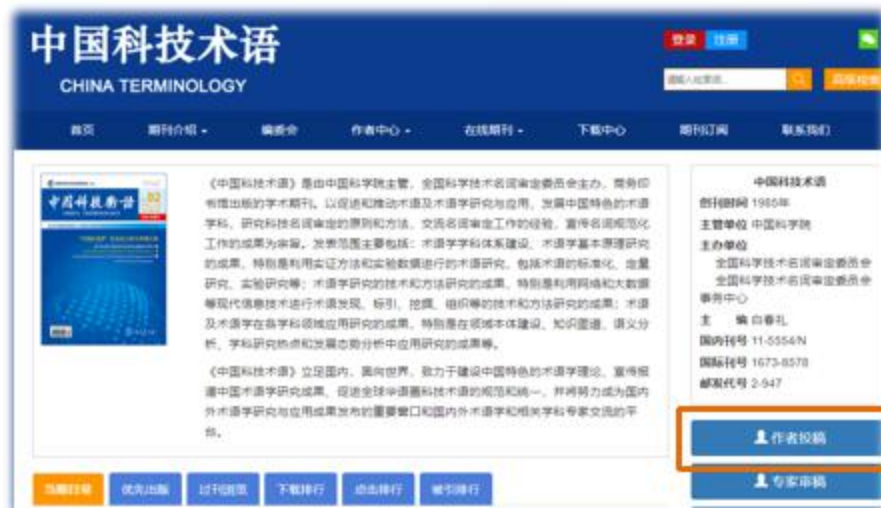 中国科技术语
CHINA TERMINOLOGY
登录 注册
高级检索
首页 期刊介绍 编委会 作者中心 在线期刊 下载中心 期刊订阅 联系我们
《中国科技术语》是由中国科学院主管、全国科学技术名词审定委员会主办、商务印
书馆出版的学术期刊。以促进和推动术语及术语学研究与应用，发展中国特色的术语
学科，研究科技名词审定的原则和方法，交流名词审定工作的经验，宣传名词规范化
工作的成果为宗旨。发表范围主要包括：术语学学科体系建设、术语学基本原理研究
的成果，特别是利用实证方法和实验数据进行的术语研究，包括术语的标准化、定量
研究、实验研究等；术语学研究的技术和方法研究的成果，特别是利用网络和大数据
等现代信息技术进行术语发现、标引、挖掘、组织等的技术和方法研究的成果；术语
及术语学在各学科领域应用研究的成果，特别是在领域本体建设、知识图谱、语义分
析、学科研究热点和发展态势分析中应用研究的成果等。
《中国科技术语》立足国内，面向世界，致力于建设中国特色的术语学理论，宣传报
道中国术语学研究成果，促进全球华语圈科技术语的规范和统一，并将努力成为国内
外术语学研究与应用成果发布的重要窗口和国内外术语学和相关学科专家交流的平
台。
中国科技术语
创刊时间 1985年
主管单位 中国科学院
主办单位
全国科学技术名词审定委员会
全国科学技术名词审定委员会
事务中心
主 编 白春礼
国内刊号 11-5554/N
国际刊号 1673-8578
邮发代号 2-947
作者投稿
专家审稿
当期目录 优先出版 过刊浏览 下载排行 点击排行 被引排行